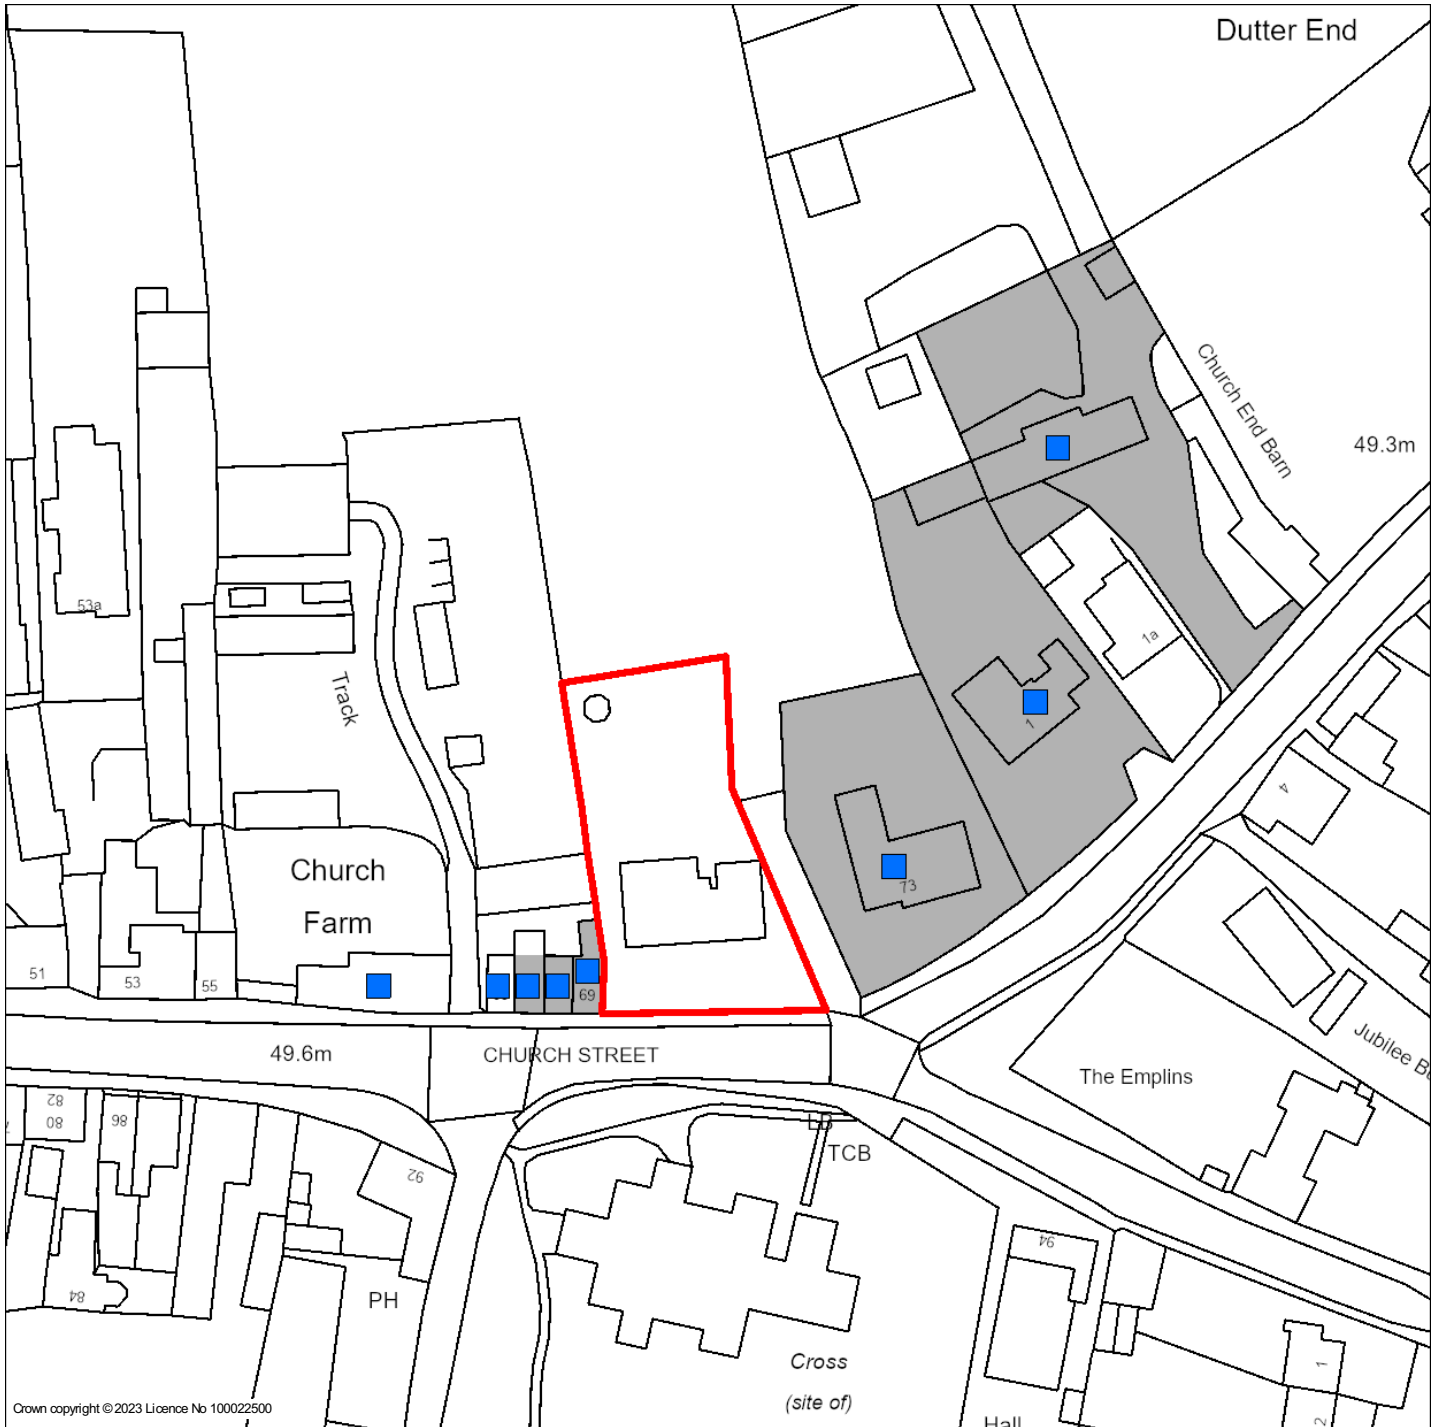 Dutter End
Church End Barn
49.3m
53a
Track
1a
1
4
Church
Farm
73
51
53
55
69
49.6m
CHURCH STREET
Jubilee B
The Emplins
82
80
86
LB
TCB
92
94
84
PH
Cross
(site of)
1
2
Hall
Crown copyright © 2023 Licence No 100022500